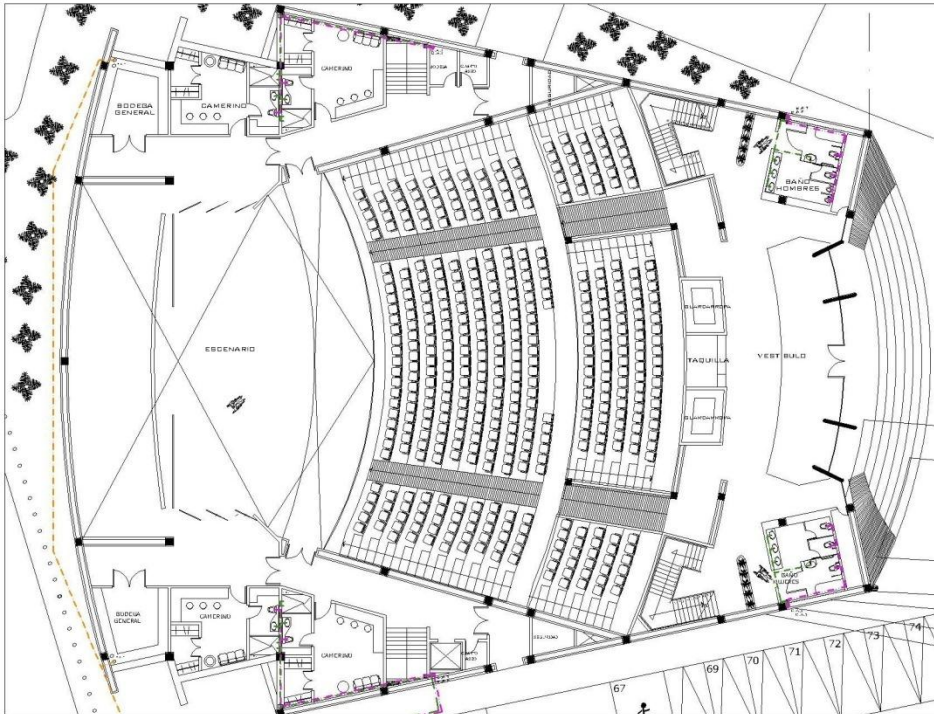 BODEGA
GENERAL
CAMERINO
CAMERINO
ESCENARIO
GUARDARROPA
TAQUILLA
GUARDARROPA
VESTIBULO
BAÑO
HOMBRES
BAÑO
MUJERES
BODEGA
GENERAL
CAMERINO
CAMERINO
67
69
70
71
72
73
74